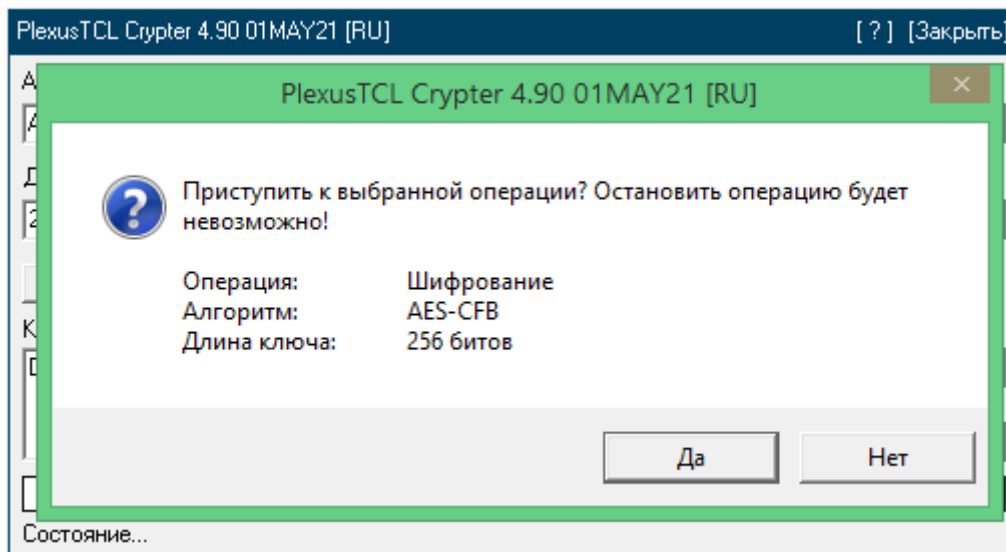 PlexusTCL Crypter 4.90 01MAY21 [RU] [ ? ] [Закрыть]
PlexusTCL Crypter 4.90 01MAY21 [RU]
Приступить к выбранной операции? Остановить операцию будет
невозможно!
Операция: Шифрование
Алгоритм: AES-CFB
Длина ключа: 256 битов
Да Нет
Состояние...